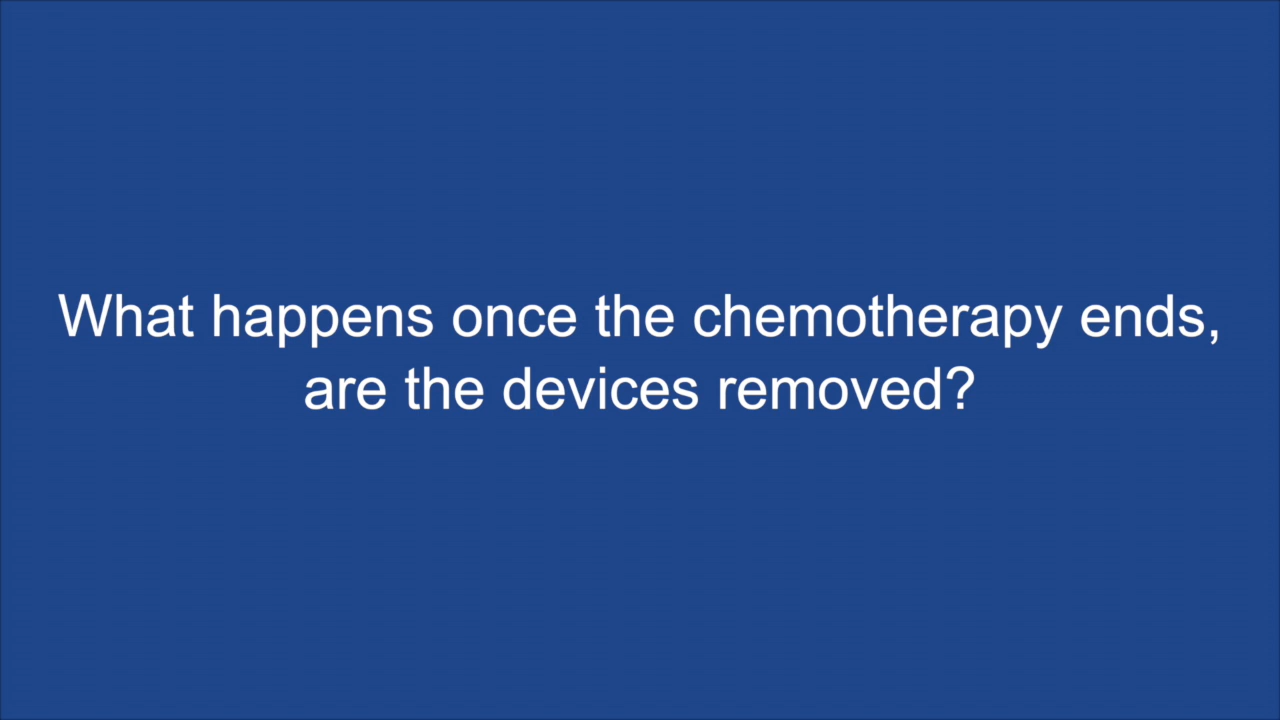 What happens once the chemotherapy ends,
are the devices removed?